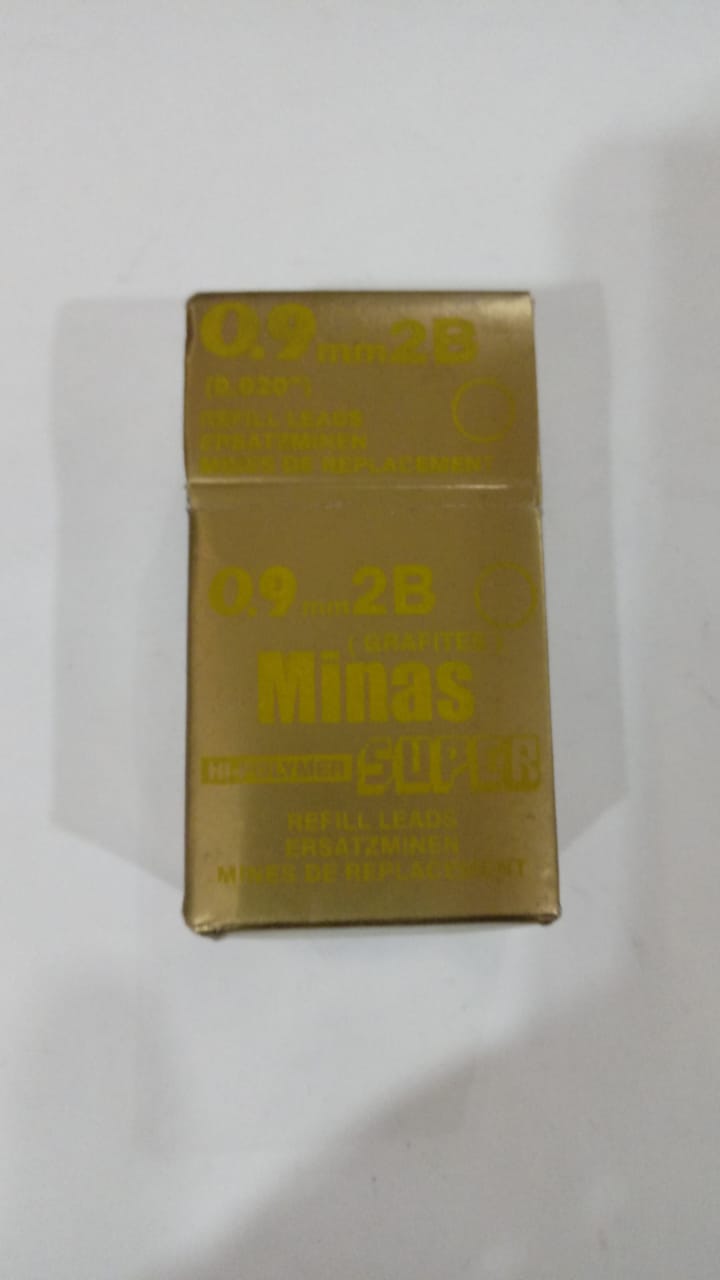 0.9mm2B
(0.020")
REFILL LEADS
ERSATZMINEN
MINES DE REPLACEMENT
0.9mm2B
(GRAFITES)
Minas
HI-POLYMER SUPER
REFILL LEADS
ERSATZMINEN
MINES DE REPLACEMENT